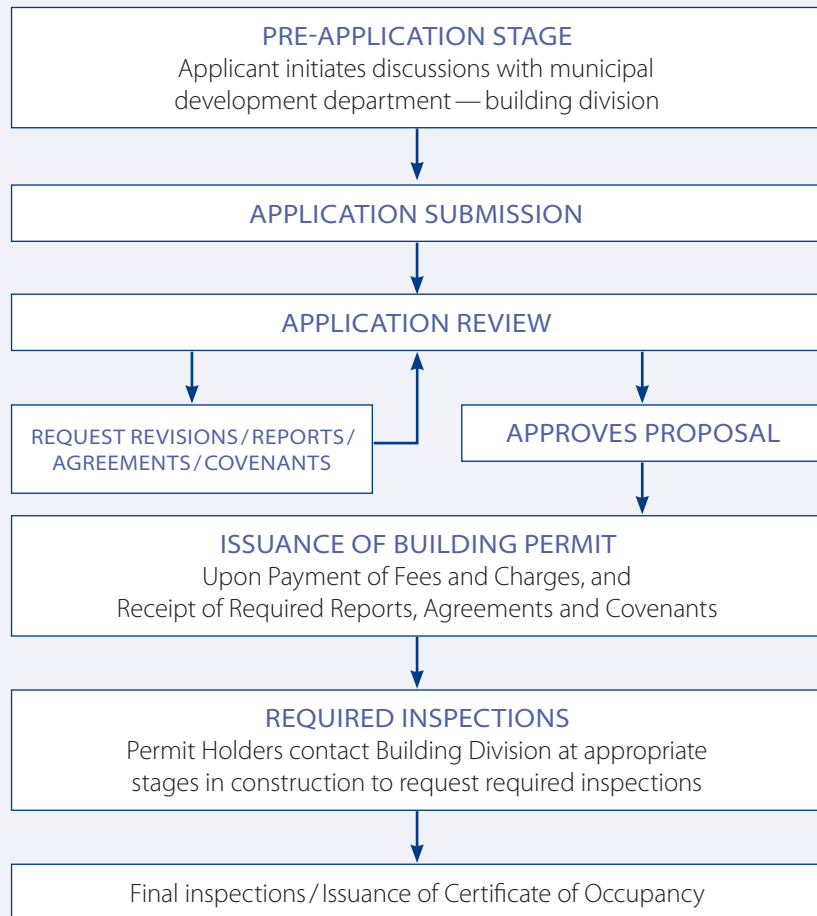 PRE-APPLICATION STAGE
Applicant initiates discussions with municipal
development department — building division
APPLICATION SUBMISSION
APPLICATION REVIEW
REQUEST REVISIONS / REPORTS /
AGREEMENTS / COVENANTS
APPROVES PROPOSAL
ISSUANCE OF BUILDING PERMIT
Upon Payment of Fees and Charges, and
Receipt of Required Reports, Agreements and Covenants
REQUIRED INSPECTIONS
Permit Holders contact Building Division at appropriate
stages in construction to request required inspections
Final inspections / Issuance of Certificate of Occupancy